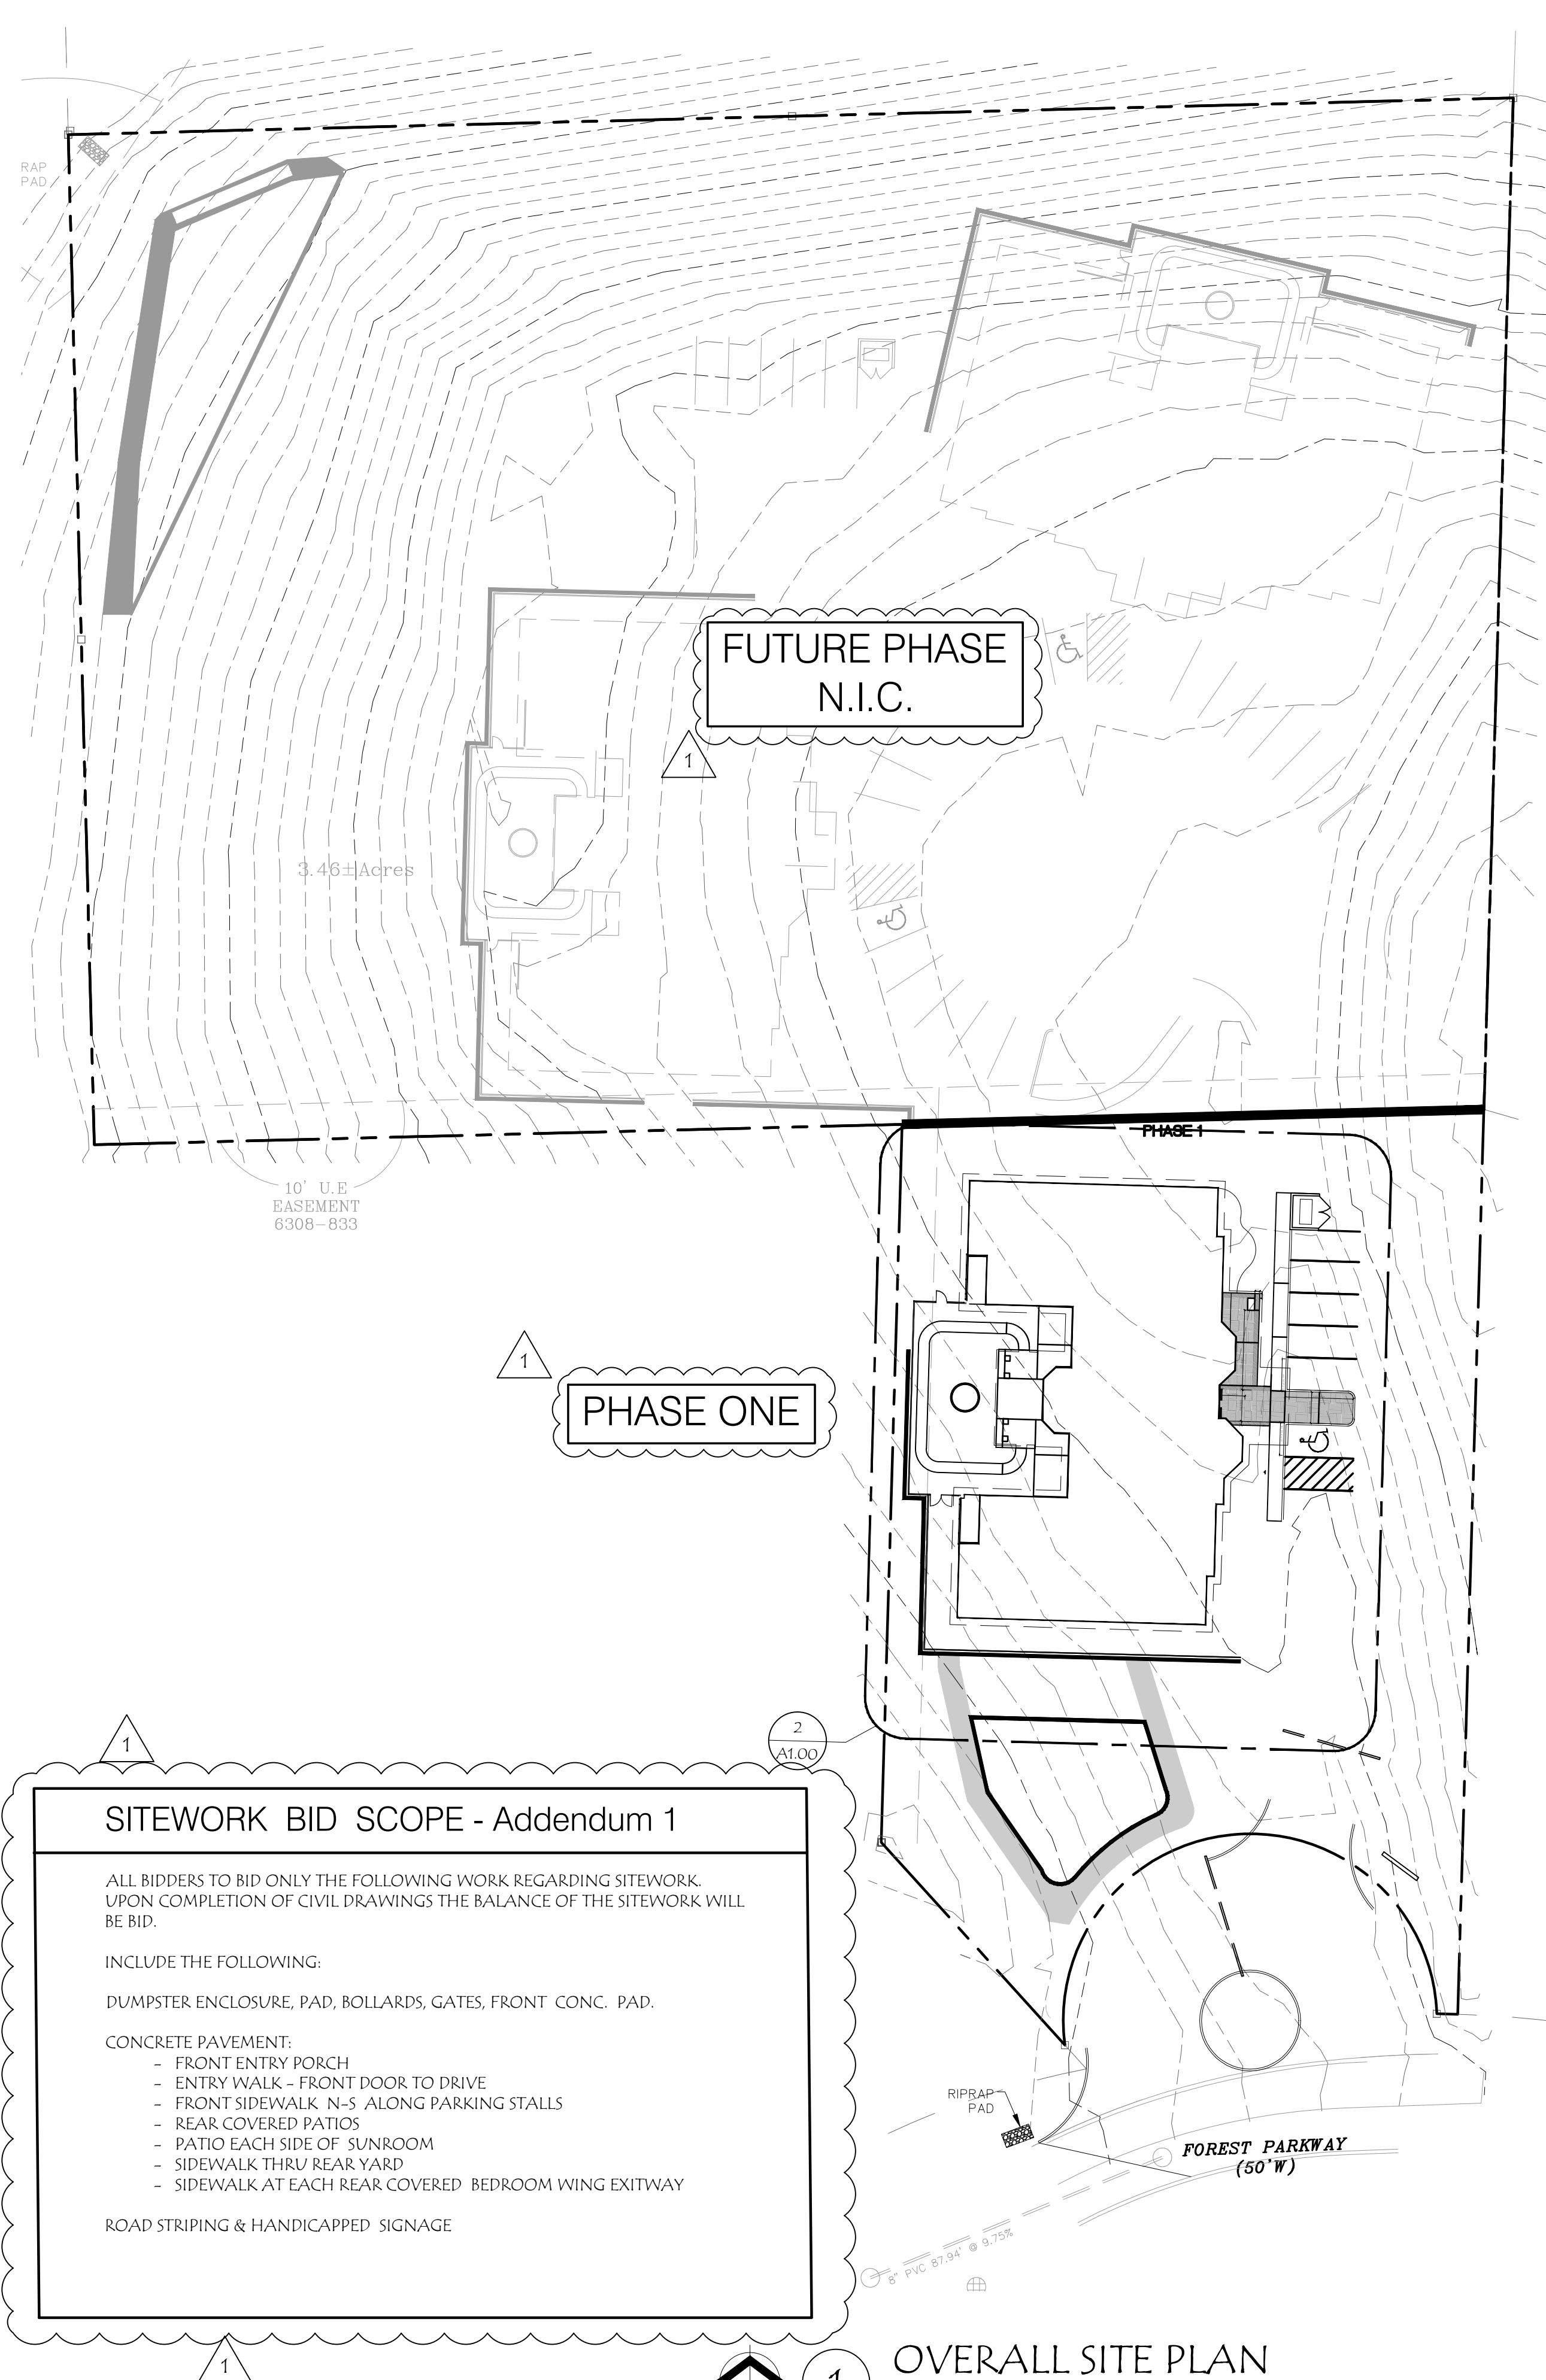 RAP
PAD
FUTURE PHASE
N.I.C.
1
3.46±Acres
PHASE 1
10' U.E
EASEMENT
6308-833
1
PHASE ONE
2
A1.00
1
SITEWORK BID SCOPE - Addendum 1
ALL BIDDERS TO BID ONLY THE FOLLOWING WORK REGARDING SITEWORK.
UPON COMPLETION OF CIVIL DRAWINGS THE BALANCE OF THE SITEWORK WILL
BE BID.
INCLUDE THE FOLLOWING:
DUMPSTER ENCLOSURE, PAD, BOLLARDS, GATES, FRONT CONC. PAD.
CONCRETE PAVEMENT:
- FRONT ENTRY PORCH
- ENTRY WALK - FRONT DOOR TO DRIVE
- FRONT SIDEWALK N-S ALONG PARKING STALLS
- REAR COVERED PATIOS
- PATIO EACH SIDE OF SUNROOM
- SIDEWALK THRU REAR YARD
- SIDEWALK AT EACH REAR COVERED BEDROOM WING EXITWAY
ROAD STRIPING & HANDICAPPED SIGNAGE
RIPRAP
PAD
FOREST PARKWAY
(50'W)
8" PVC 87.94' @ 9.75%
1
1
OVERALL SITE PLAN